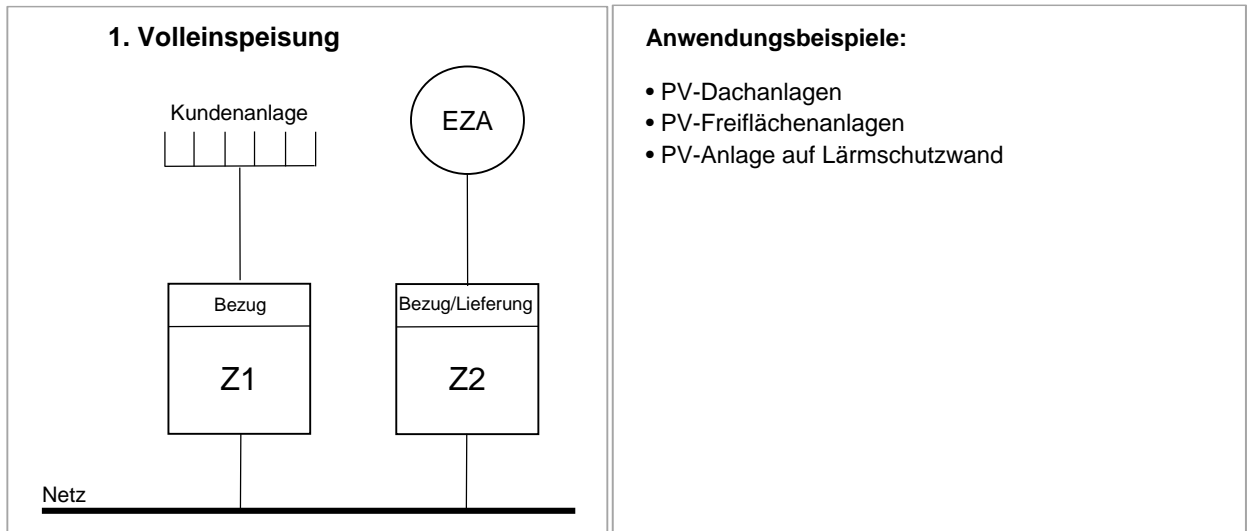 1. Volleinspeisung
Kundenanlage
EZA
Bezug
Bezug/Lieferung
Z1
Z2
Netz
Anwendungsbeispiele:
• PV-Dachanlagen
• PV-Freiflächenanlagen
• PV-Anlage auf Lärmschutzwand